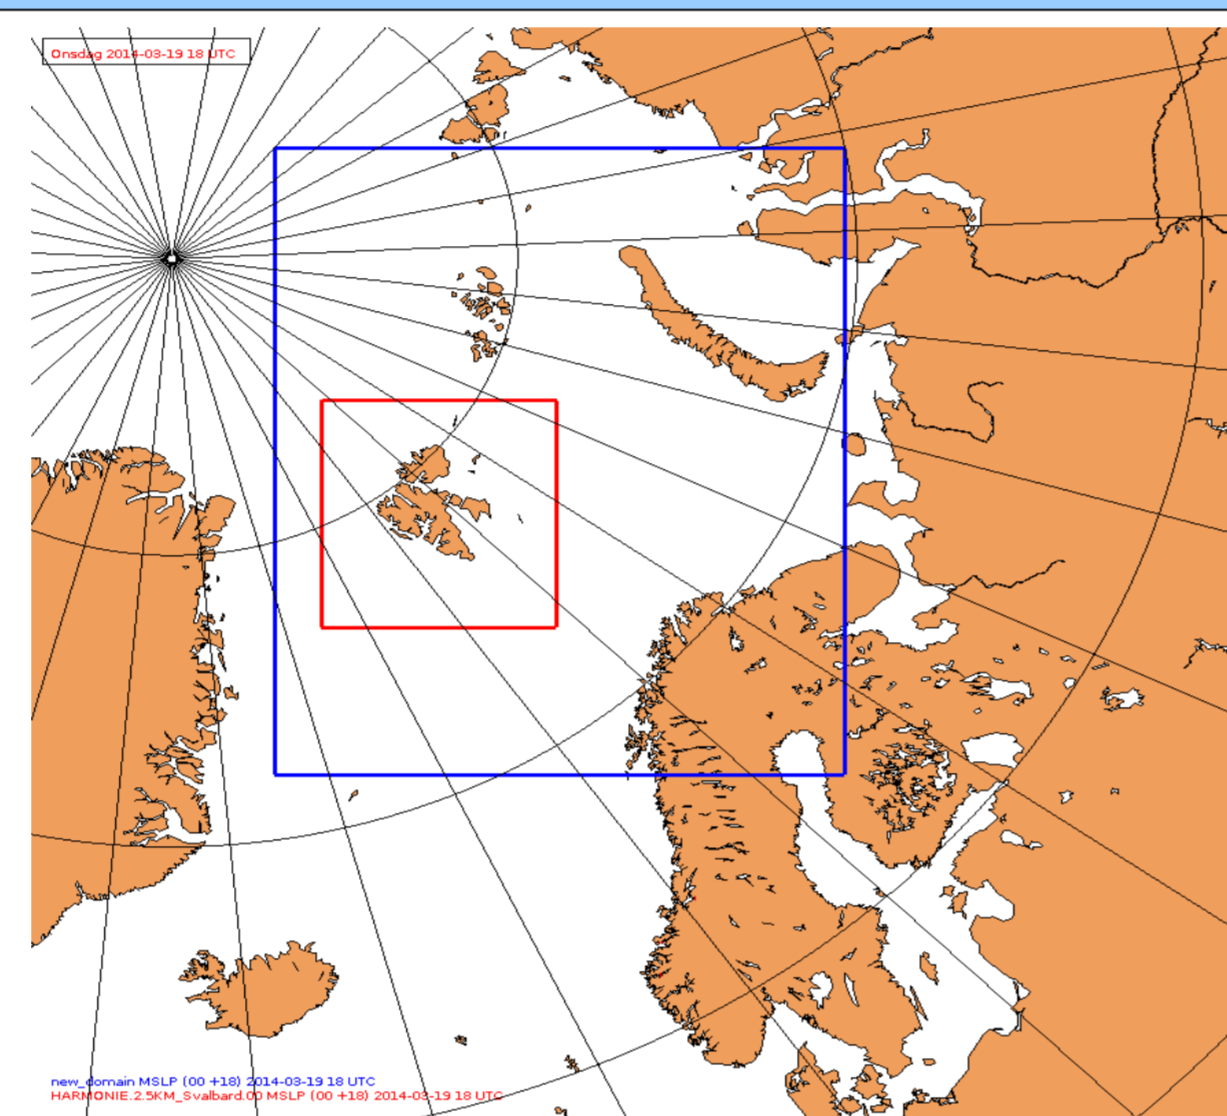 Onsdag 2014-03-19 18 UTC
new_domain MSLP (00 +18) 2014-03-19 18 UTC
HARMONIE.2.5KM_Svalbard.00 MSLP (00 +18) 2014-03-19 18 UTC